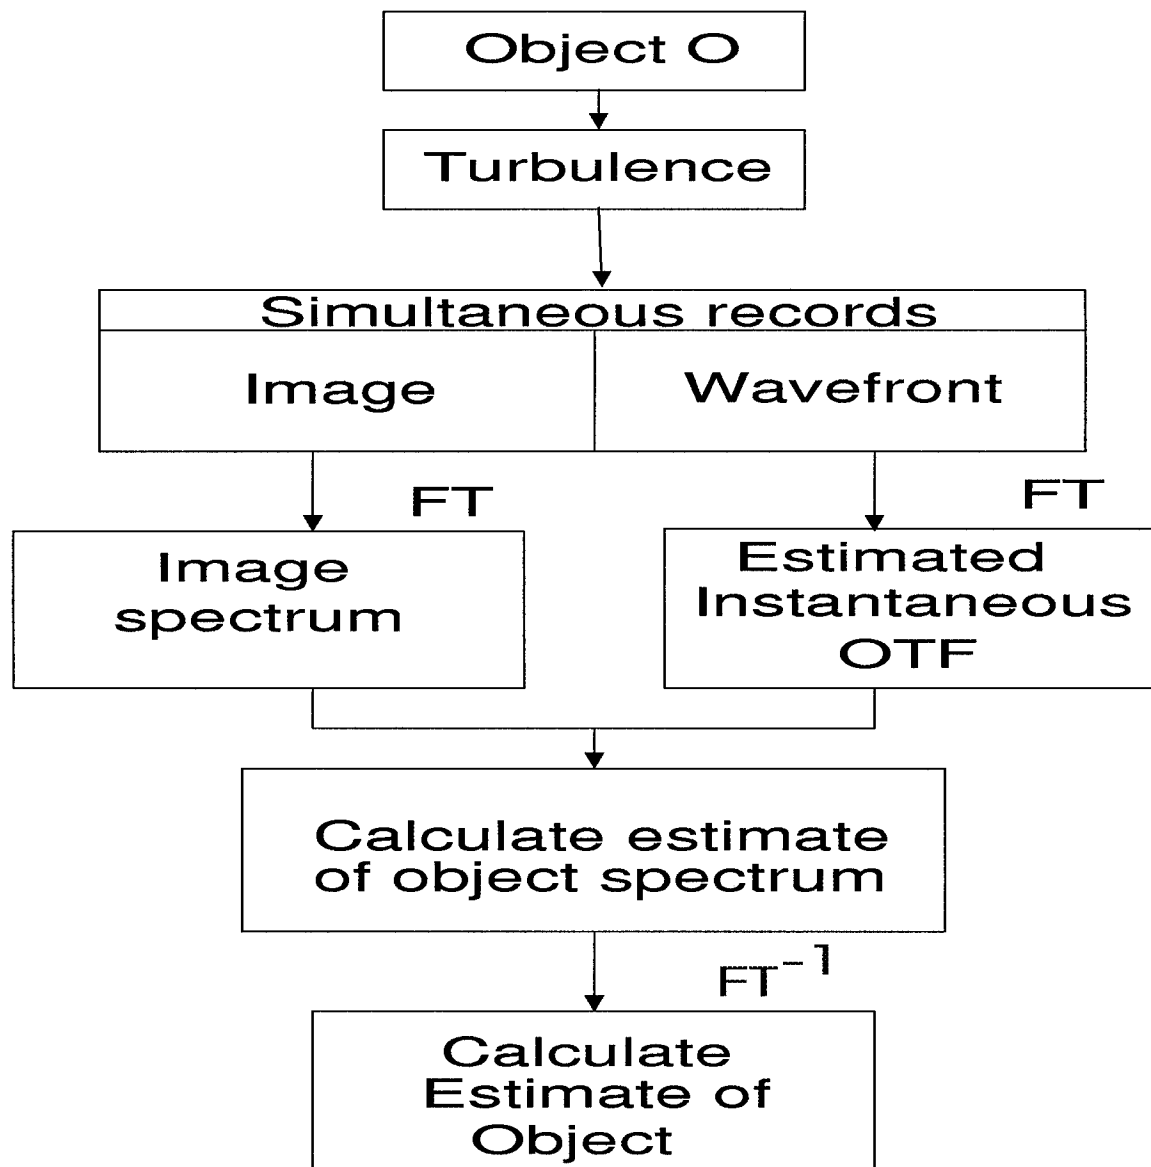 Object O
Turbulence
Simultaneous records
Image
Wavefront
FT
FT
Image
spectrum
Estimated
Instantaneous
OTF
Calculate estimate
of object spectrum
FT⁻¹
Calculate
Estimate of
Object